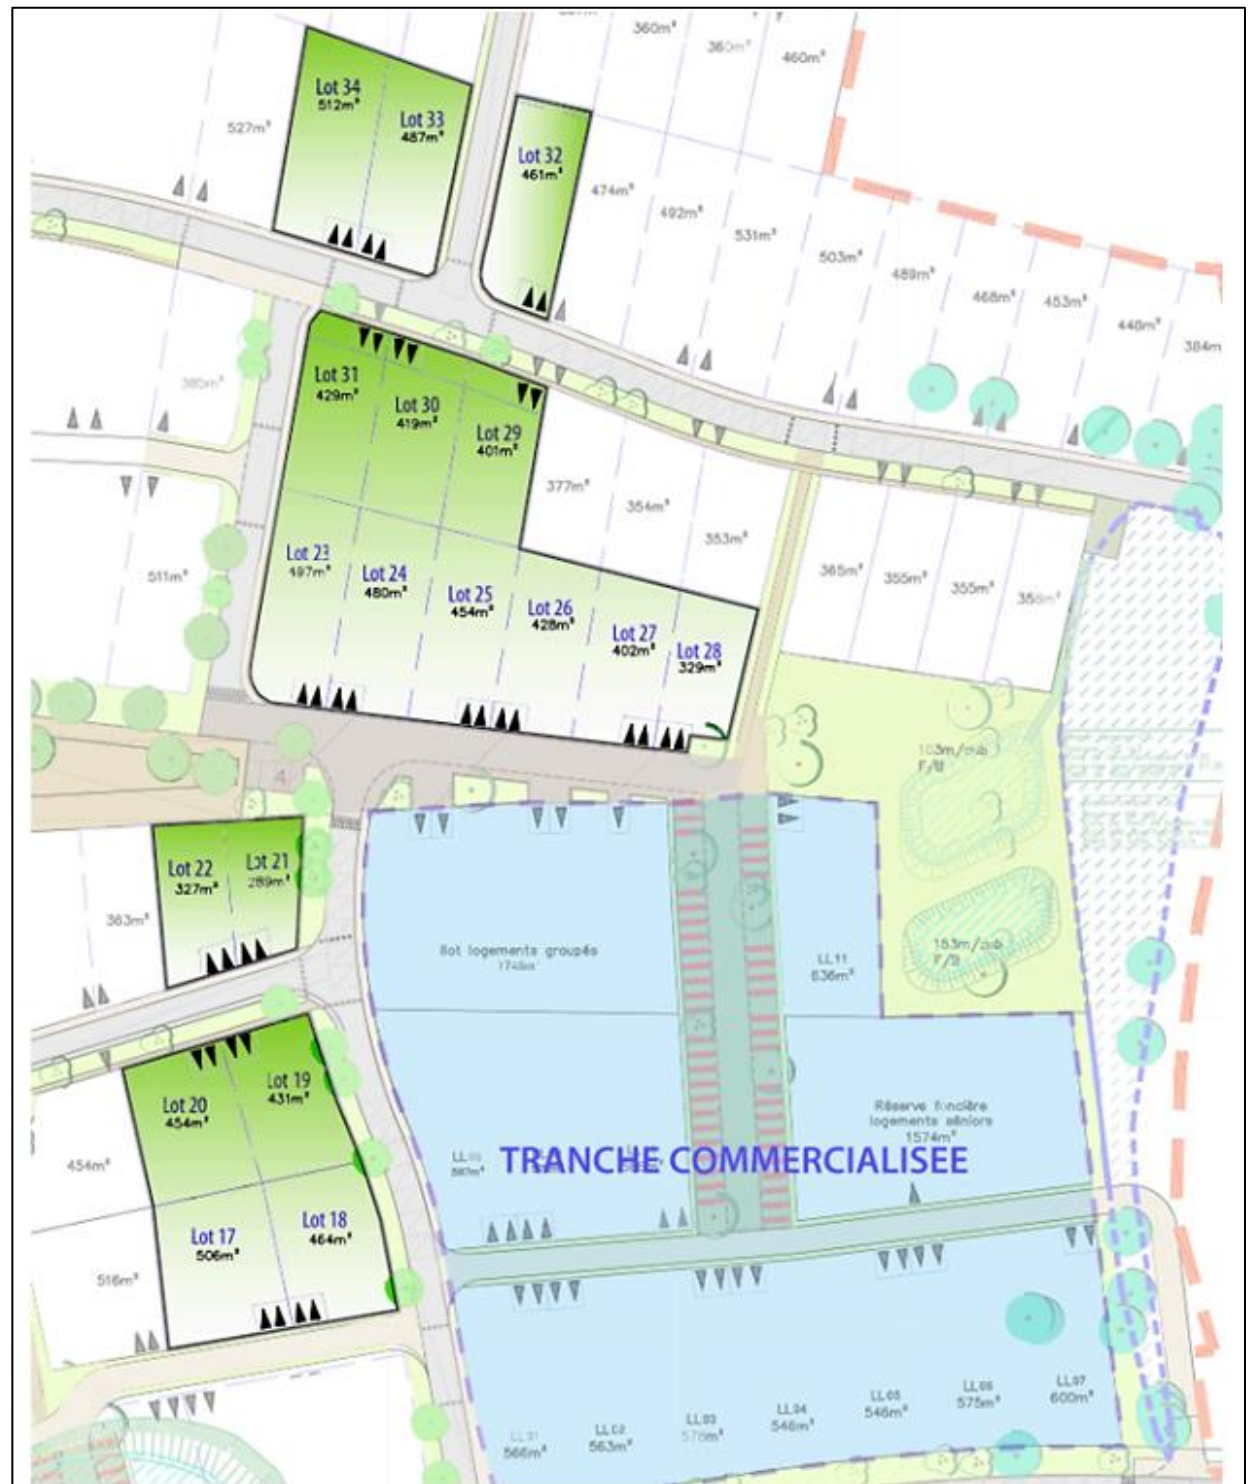 360m²
360m²
460m²
Lot 34
512m²
Lot 33
487m²
527m²
Lot 32
461m²
474m²
492m²
531m²
503m²
489m²
468m²
453m²
448m²
384m
Lot 31
429m²
Lot 30
419m²
Lot 29
401m²
377m²
354m²
353m²
365m²
355m²
355m²
511m²
Lot 23
497m²
Lot 24
480m²
Lot 25
454m²
Lot 26
428m²
Lot 27
402m²
Lot 28
329m²
4
Lot 22
327m²
Lot 21
289m²
363m²
Ilot logements groupés
LL11
636m²
Réserve foncière
logements séniors
1574m²
TRANCHE COMMERCIALISEE
Lot 20
454m²
Lot 19
431m²
454m²
Lot 17
506m²
Lot 18
464m²
516m²
566m²
LL02
563m²
LL03
LL04
546m²
LL05
546m²
LL06
575m²
LL07
600m²